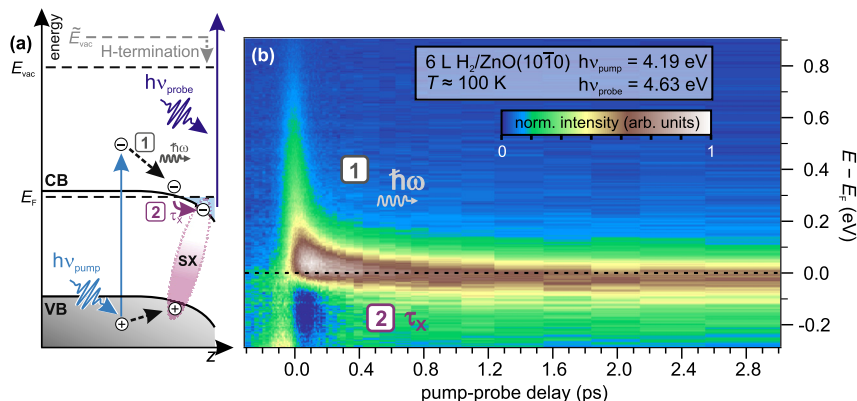 (a)
energy
Ẽvac
H-termination
Evac
hνprobe
1
ħω
CB
EF
2 τX
SX
hνpump
VB
z
(b)
6 L H2/ZnO(101̄0) hνpump = 4.19 eV
T ≈ 100 K hνprobe = 4.63 eV
norm. intensity (arb. units)
0 1
1
ħω
2 τX
0.8
0.6
0.4
0.2
0.0
-0.2
E − EF (eV)
0.0 0.4 0.8 1.2 1.6 2.0 2.4 2.8
pump-probe delay (ps)